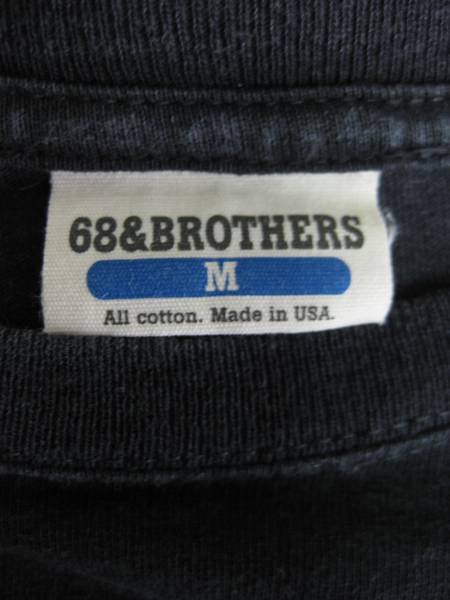 68&BROTHERS
M
All cotton. Made in USA.